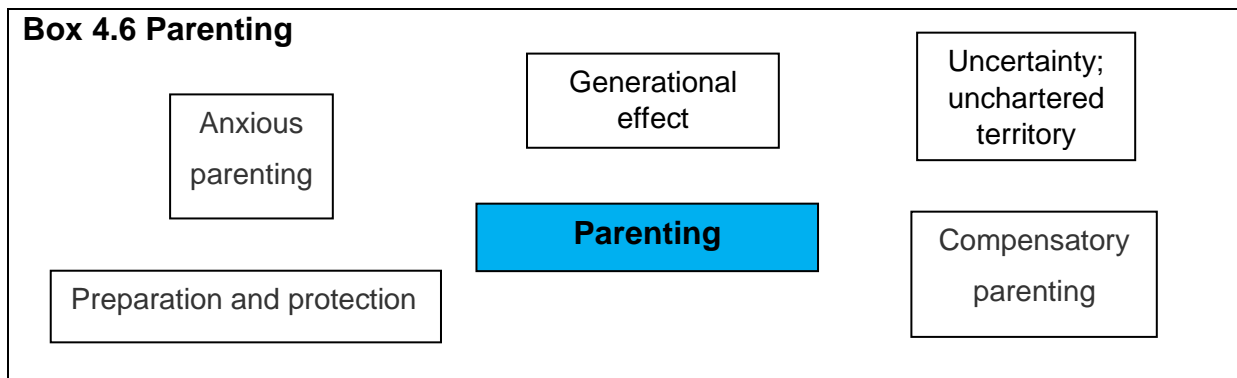 Box 4.6 Parenting
Anxious
parenting
Generational
effect
Uncertainty;
unchartered
territory
Parenting
Preparation and protection
Compensatory
parenting